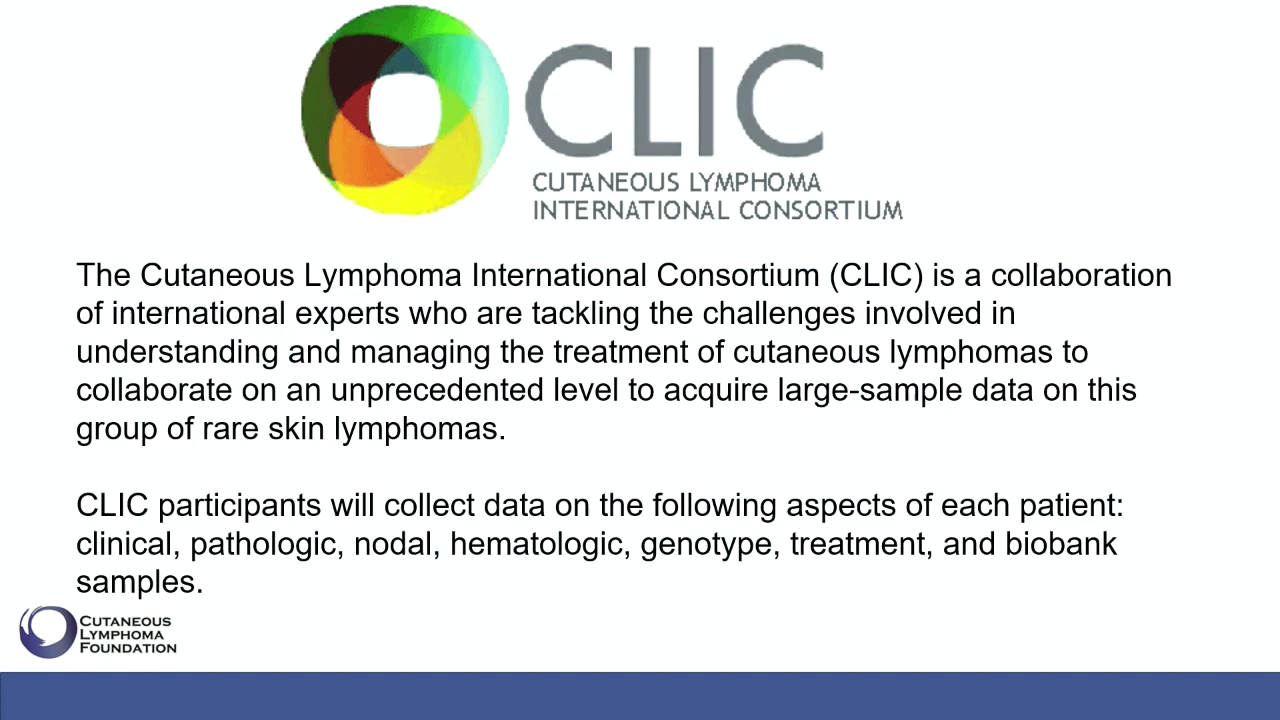 CLIC
CUTANEOUS LYMPHOMA
INTERNATIONAL CONSORTIUM
The Cutaneous Lymphoma International Consortium (CLIC) is a collaboration
of international experts who are tackling the challenges involved in
understanding and managing the treatment of cutaneous lymphomas to
collaborate on an unprecedented level to acquire large-sample data on this
group of rare skin lymphomas.
CLIC participants will collect data on the following aspects of each patient:
clinical, pathologic, nodal, hematologic, genotype, treatment, and biobank
samples.
CUTANEOUS
LYMPHOMA
FOUNDATION